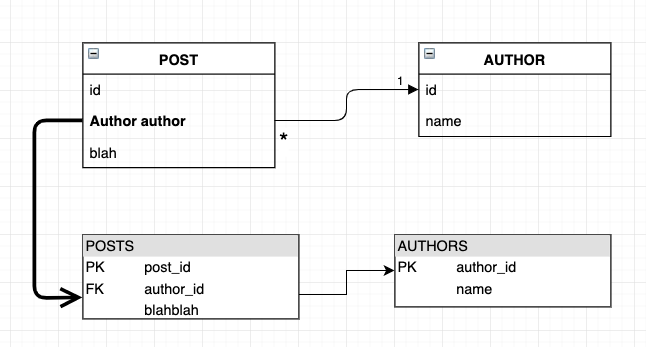 POST
id
Author author
*
blah
AUTHOR
1
id
name
POSTS
PK post_id
FK author_id
blahblah
AUTHORS
PK author_id
name